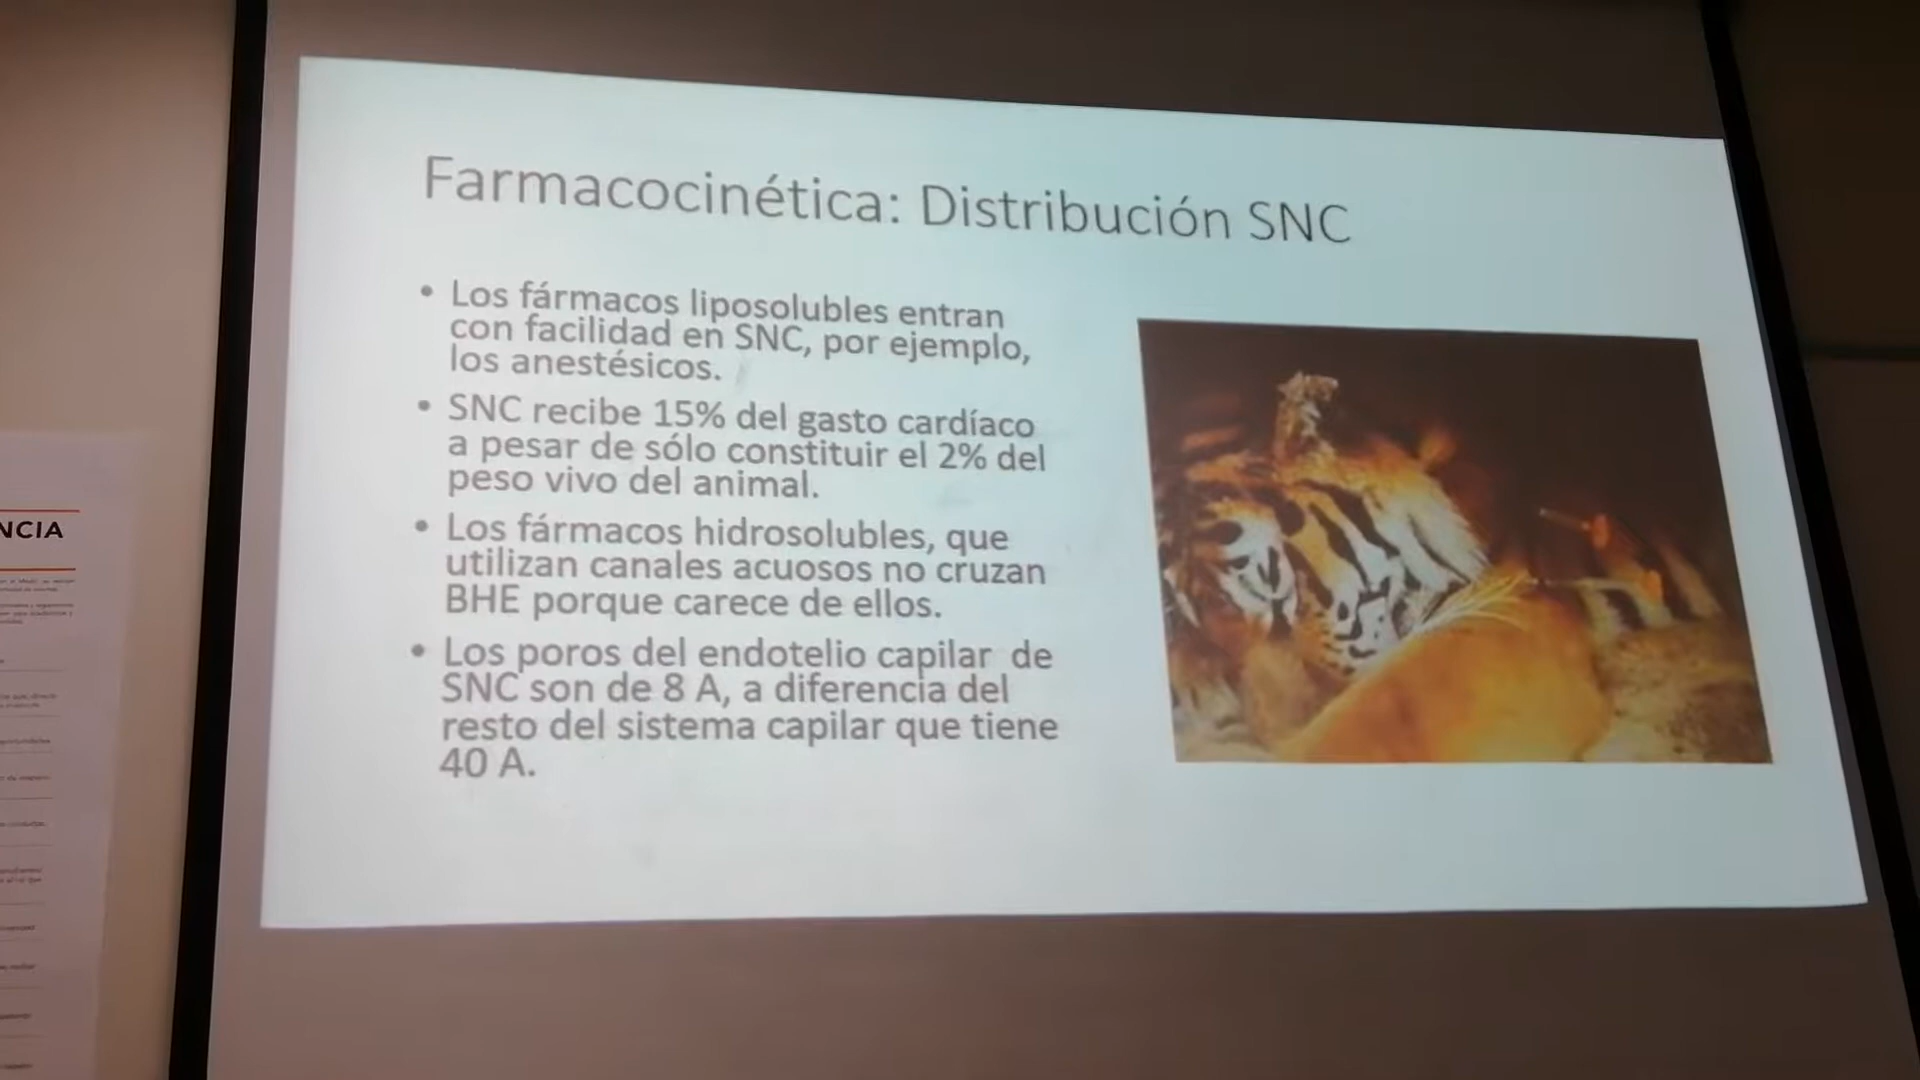 Farmacocinética: Distribución SNC
• Los fármacos liposolubles entran
con facilidad en SNC, por ejemplo,
los anestésicos.
• SNC recibe 15% del gasto cardíaco
a pesar de sólo constituir el 2% del
peso vivo del animal.
• Los fármacos hidrosolubles, que
utilizan canales acuosos no cruzan
BHE porque carece de ellos.
• Los poros del endotelio capilar de
SNC son de 8 A, a diferencia del
resto del sistema capilar que tiene
40 A.
NCIA